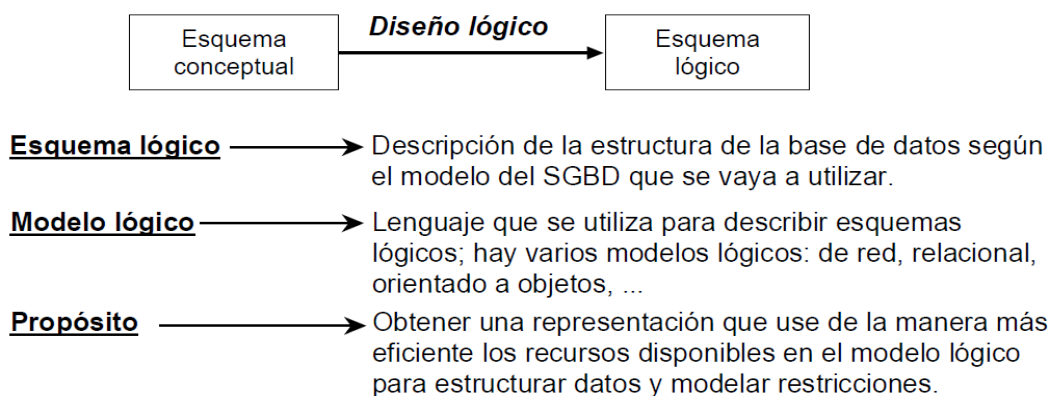 Esquema
conceptual
Diseño lógico
Esquema
lógico
Esquema lógico
Descripción de la estructura de la base de datos según
el modelo del SGBD que se vaya a utilizar.
Modelo lógico
Lenguaje que se utiliza para describir esquemas
lógicos; hay varios modelos lógicos: de red, relacional,
orientado a objetos, ...
Propósito
Obtener una representación que use de la manera más
eficiente los recursos disponibles en el modelo lógico
para estructurar datos y modelar restricciones.